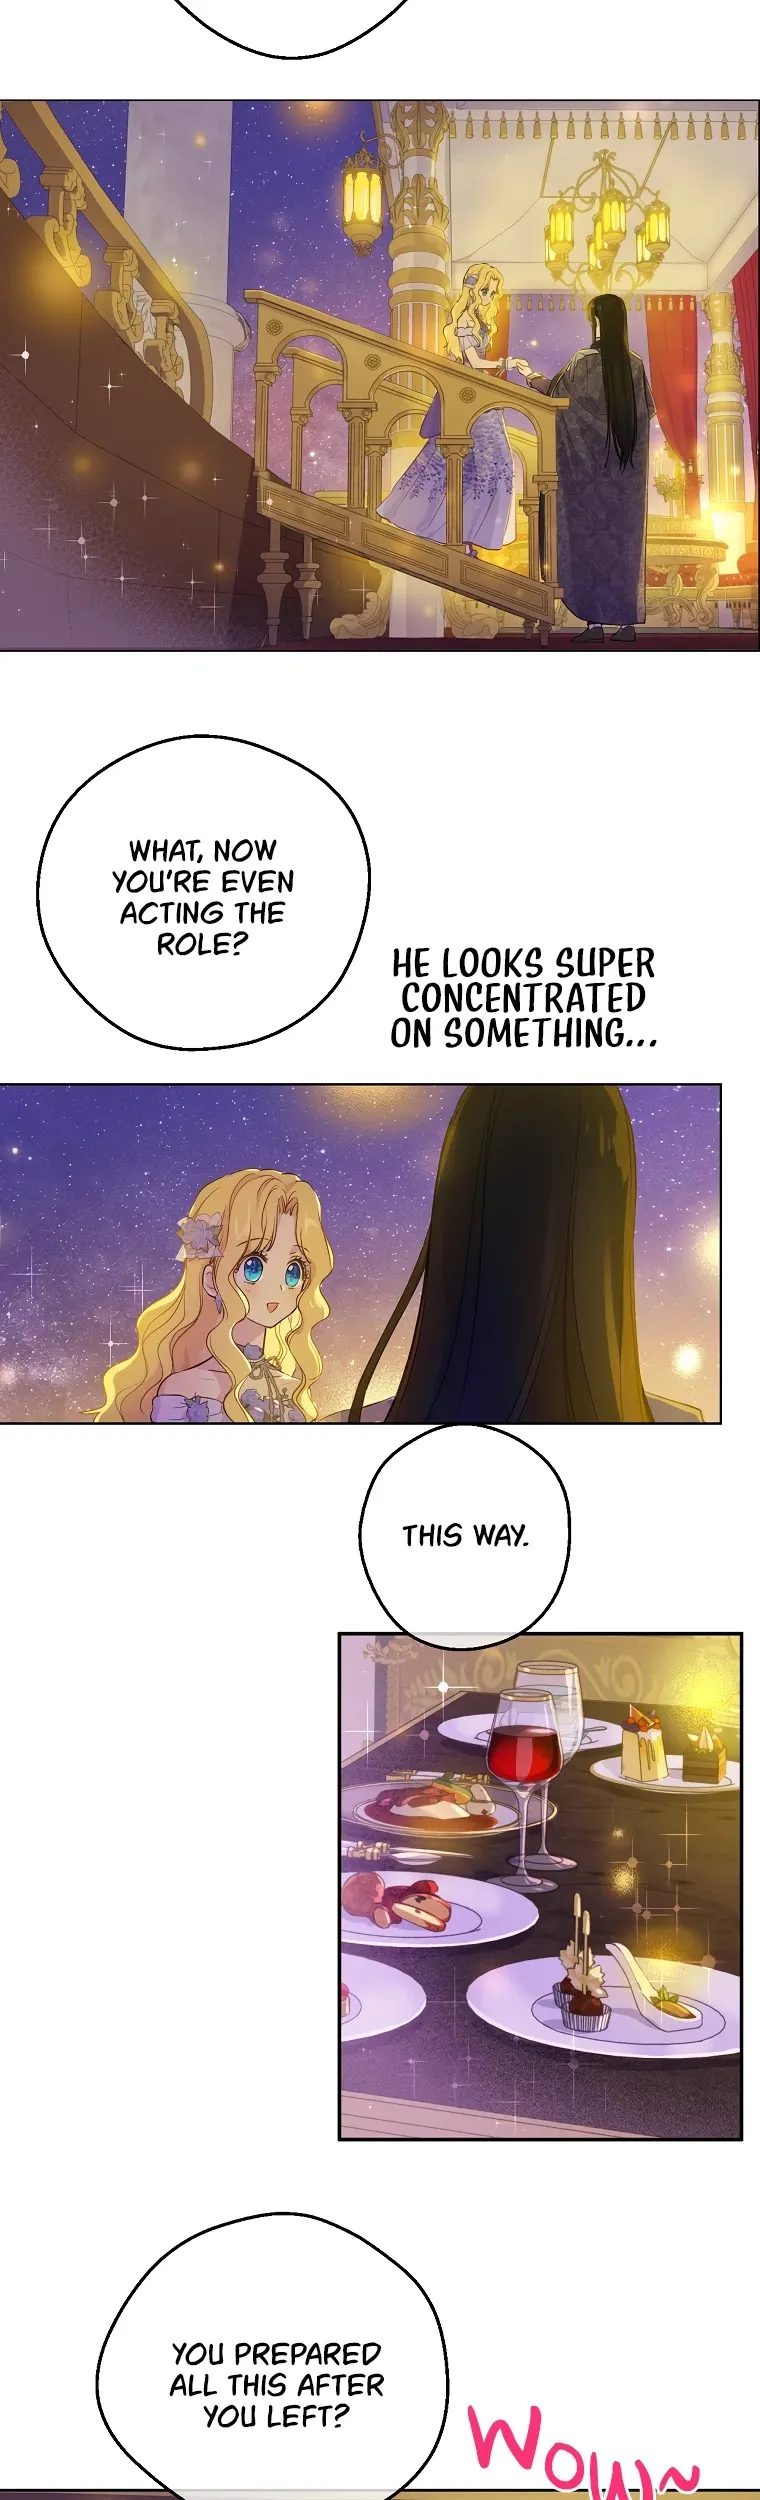 WHAT, NOW
YOU'RE EVEN
ACTING THE
ROLE?
HE LOOKS SUPER
CONCENTRATED
ON SOMETHING...
THIS WAY.
YOU PREPARED
ALL THIS AFTER
YOU LEFT?
WOW~